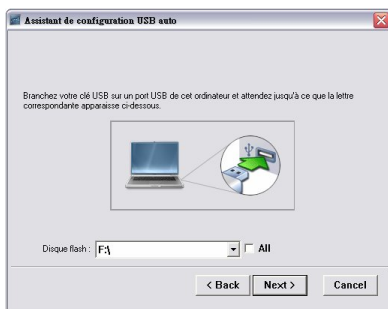 Assistant de configuration USB auto
Branchez votre clé USB sur un port USB de cet ordinateur et attendez jusqu'à ce que la lettre
correspondante apparaisse ci-dessous.
Disque flash : F:\ All
< Back Next > Cancel